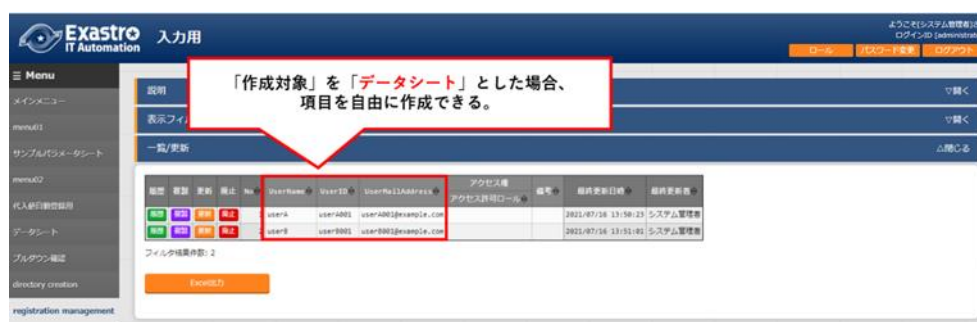 Exastro
IT Automation
入力用
ようこそ[システム管理者]
ログインID [administrat
ロール
パスワード変更
ログアウト
Menu
メインメニュー
menu01
サンプルパラメータシート
menu02
代入値自動登録用
データシート
プルダウン確認
directory creation
registration management
「作成対象」を「データシート」とした場合、
項目を自由に作成できる。
説明
▽開く
表示フィ
▽開く
一覧/更新
△閉じる
履歴 複製 更新 廃止 No UserName UserID UserMailAddress アクセス権 備考 最終更新日時 最終更新者
アクセス許可ロール
履歴 複製 更新 廃止 userA userA001 userA001@example.com 2021/07/16 13:50:23 システム管理者
履歴 複製 更新 廃止 userB userB001 userB001@example.com 2021/07/16 13:51:01 システム管理者
フィルタ結果件数: 2
Excel出力